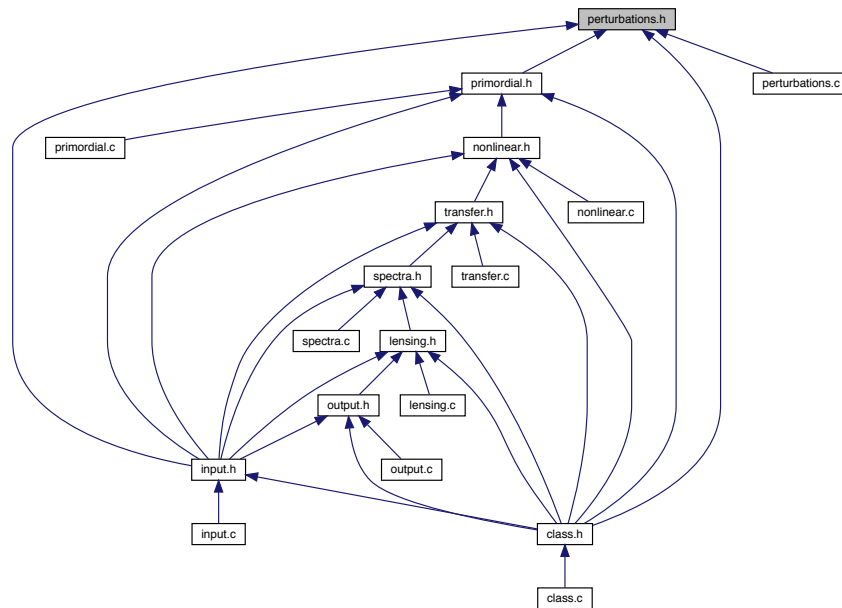 perturbations.h
primordial.h
perturbations.c
primordial.c
nonlinear.h
transfer.h
nonlinear.c
spectra.h
transfer.c
spectra.c
lensing.h
output.h
lensing.c
input.h
output.c
input.c
class.h
class.c